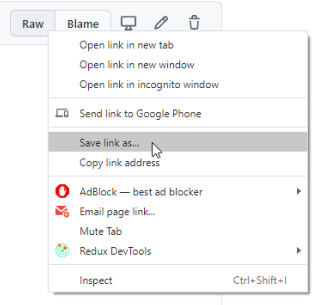 Raw Blame
Open link in new tab
Open link in new window
Open link in incognito window
Send link to Google Phone
Save link as...
Copy link address
AdBlock — best ad blocker
Email page link...
Mute Tab
Redux DevTools
Inspect Ctrl+Shift+I